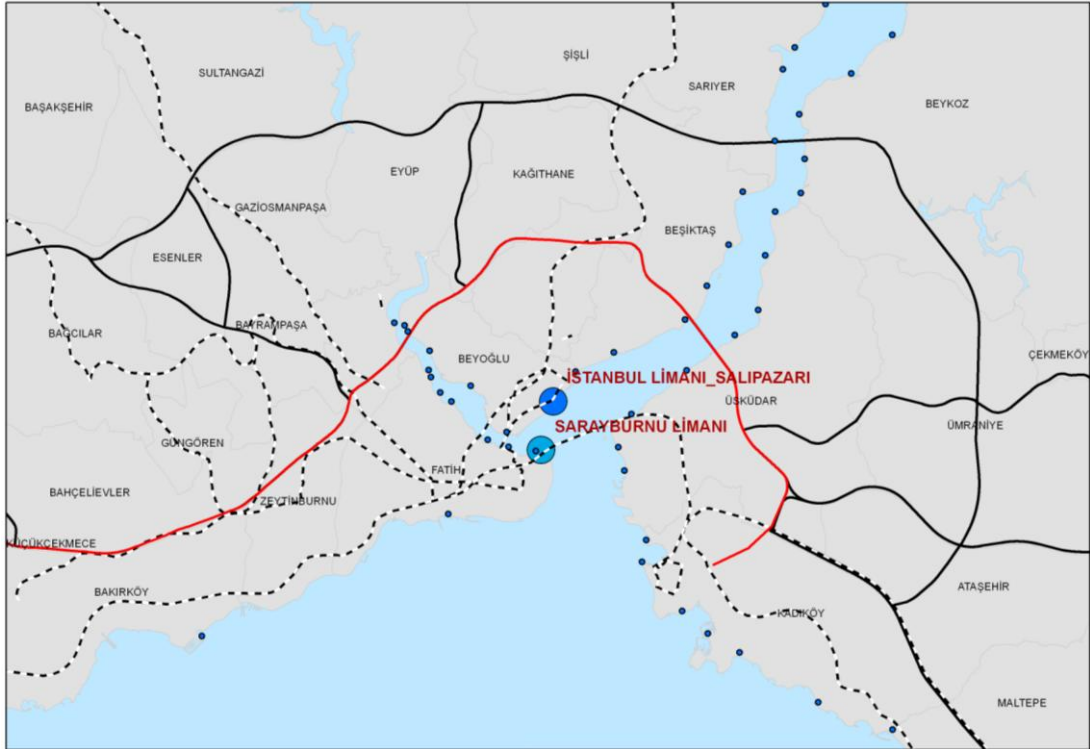 ŞİŞLİ
SULTANGAZİ
SARIYER
BAŞAKŞEHİR
BEYKOZ
EYÜP
KAĞITHANE
GAZİOSMANPAŞA
BEŞİKTAŞ
ESENLER
BAYRAMPAŞA
BAĞCILAR
ÇEKMEKÖY
BEYOĞLU
İSTANBUL LİMANI_SALIPAZARI
ÜSKÜDAR
SARAYBURNU LİMANI
ÜMRANİYE
GÜNGÖREN
FATİH
BAHÇELİEVLER
ZEYTİNBURNU
KÜÇÜKÇEKMECE
ATAŞEHİR
BAKIRKÖY
KADIKÖY
MALTEPE